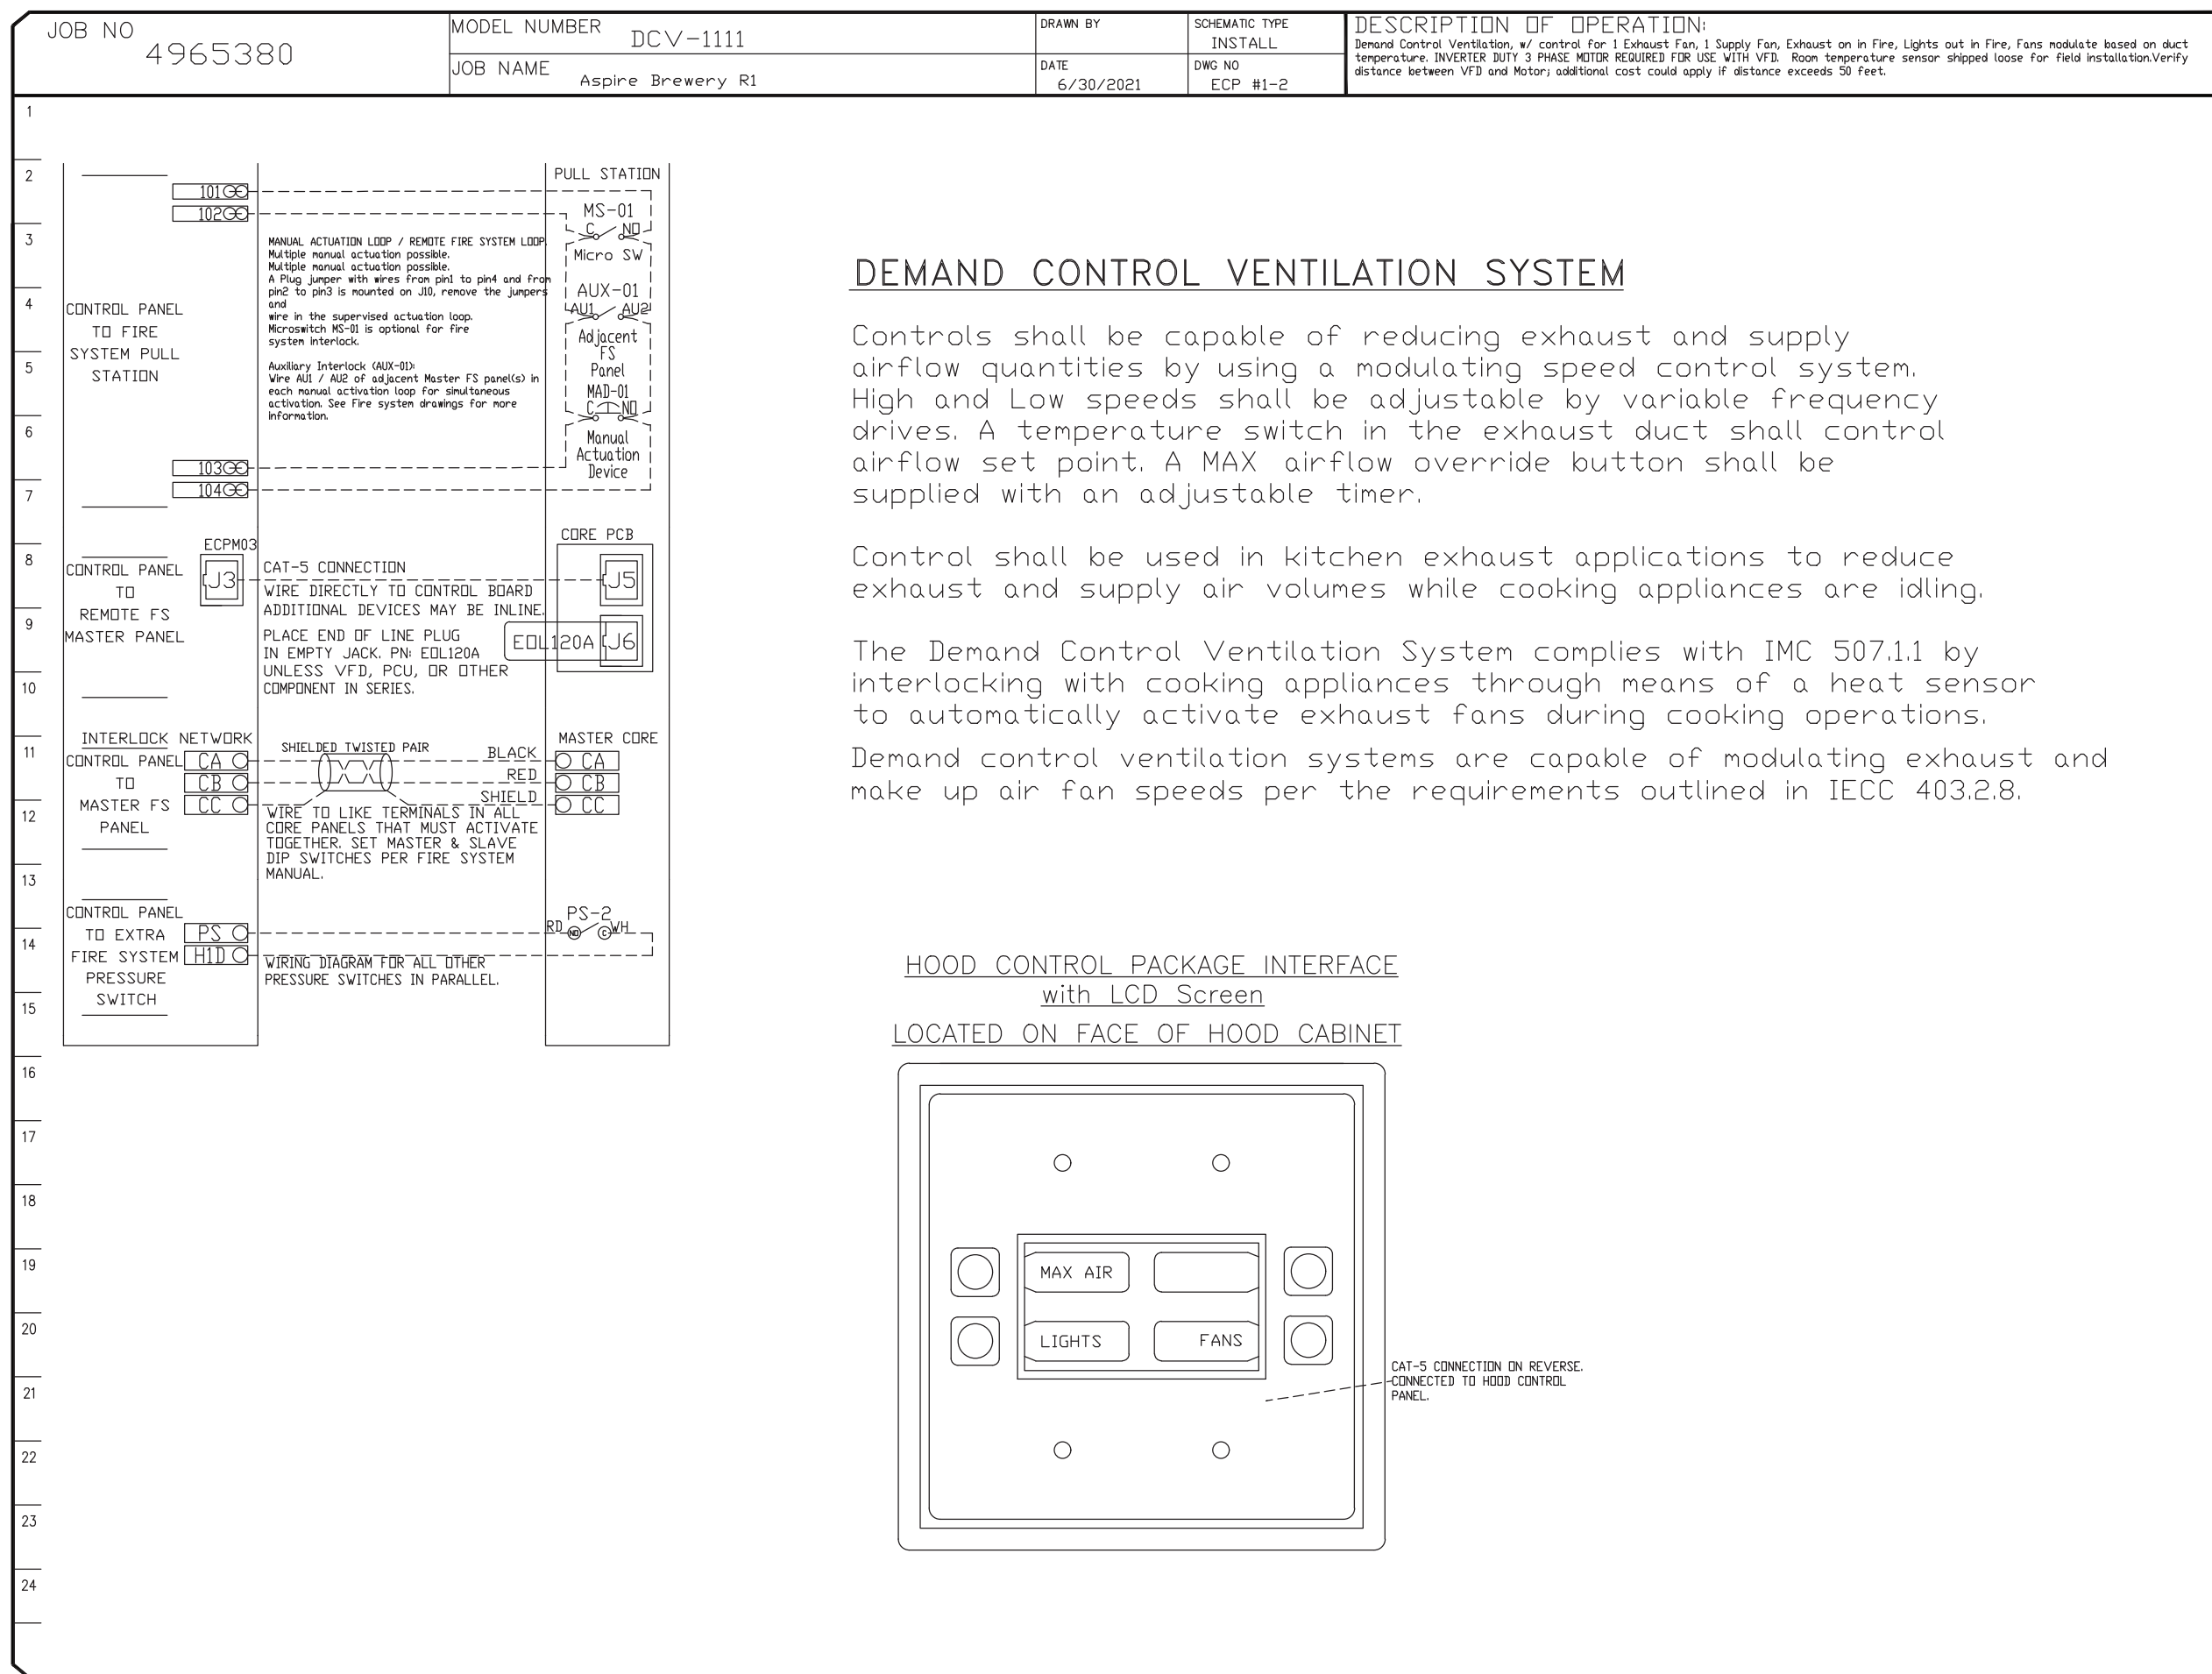 JOB NO
4965380
MODEL NUMBER DCV-1111
JOB NAME Aspire Brewery R1
DRAWN BY
DATE
6/30/2021
SCHEMATIC TYPE
INSTALL
DWG NO
ECP #1-2
DESCRIPTION OF OPERATION:
Demand Control Ventilation, w/ control for 1 Exhaust Fan, 1 Supply Fan, Exhaust on in Fire, Lights out in Fire, Fans modulate based on duct
temperature. INVERTER DUTY 3 PHASE MOTOR REQUIRED FOR USE WITH VFD. Room temperature sensor shipped loose for field installation.Verify
distance between VFD and Motor; additional cost could apply if distance exceeds 50 feet.
1
2
3
4
5
6
7
8
9
10
11
12
13
14
15
16
17
18
19
20
21
22
23
24
CONTROL PANEL
TO FIRE
SYSTEM PULL
STATION
101
102
103
104
MANUAL ACTUATION LOOP / REMOTE FIRE SYSTEM LOOP.
Multiple manual actuation possible.
Multiple manual actuation possible.
A Plug jumper with wires from pin1 to pin4 and from
pin2 to pin3 is mounted on J10, remove the jumpers
and
wire in the supervised actuation loop.
Microswitch MS-01 is optional for fire
system interlock.
Auxiliary Interlock (AUX-01):
Wire AU1 / AU2 of adjacent Master FS panel(s) in
each manual activation loop for simultaneous
activation. See Fire system drawings for more
information.
PULL STATION
MS-01
C NO
Micro SW
AUX-01
AU1 AU2
Adjacent
FS
Panel
MAD-01
C NO
Manual
Actuation
Device
CONTROL PANEL
TO
REMOTE FS
MASTER PANEL
ECPM03
J3
CAT-5 CONNECTION
WIRE DIRECTLY TO CONTROL BOARD
ADDITIONAL DEVICES MAY BE INLINE.
PLACE END OF LINE PLUG
IN EMPTY JACK. PN: EOL120A
UNLESS VFD, PCU, OR OTHER
COMPONENT IN SERIES.
CORE PCB
J5
EOL120A J6
INTERLOCK NETWORK
CONTROL PANEL
TO
MASTER FS
PANEL
CA
CB
CC
SHIELDED TWISTED PAIR
BLACK
RED
SHIELD
WIRE TO LIKE TERMINALS IN ALL
CORE PANELS THAT MUST ACTIVATE
TOGETHER. SET MASTER & SLAVE
DIP SWITCHES PER FIRE SYSTEM
MANUAL.
MASTER CORE
CA
CB
CC
CONTROL PANEL
TO EXTRA
FIRE SYSTEM
PRESSURE
SWITCH
PS
H1D
WIRING DIAGRAM FOR ALL OTHER
PRESSURE SWITCHES IN PARALLEL.
PS-2
RD NO C WH
DEMAND CONTROL VENTILATION SYSTEM
Controls shall be capable of reducing exhaust and supply
airflow quantities by using a modulating speed control system.
High and Low speeds shall be adjustable by variable frequency
drives. A temperature switch in the exhaust duct shall control
airflow set point. A MAX airflow override button shall be
supplied with an adjustable timer.
Control shall be used in kitchen exhaust applications to reduce
exhaust and supply air volumes while cooking appliances are idling.
The Demand Control Ventilation System complies with IMC 507.1.1 by
interlocking with cooking appliances through means of a heat sensor
to automatically activate exhaust fans during cooking operations.
Demand control ventilation systems are capable of modulating exhaust and
make up air fan speeds per the requirements outlined in IECC 403.2.8.
HOOD CONTROL PACKAGE INTERFACE
with LCD Screen
LOCATED ON FACE OF HOOD CABINET
MAX AIR
LIGHTS FANS
CAT-5 CONNECTION ON REVERSE.
CONNECTED TO HOOD CONTROL
PANEL.